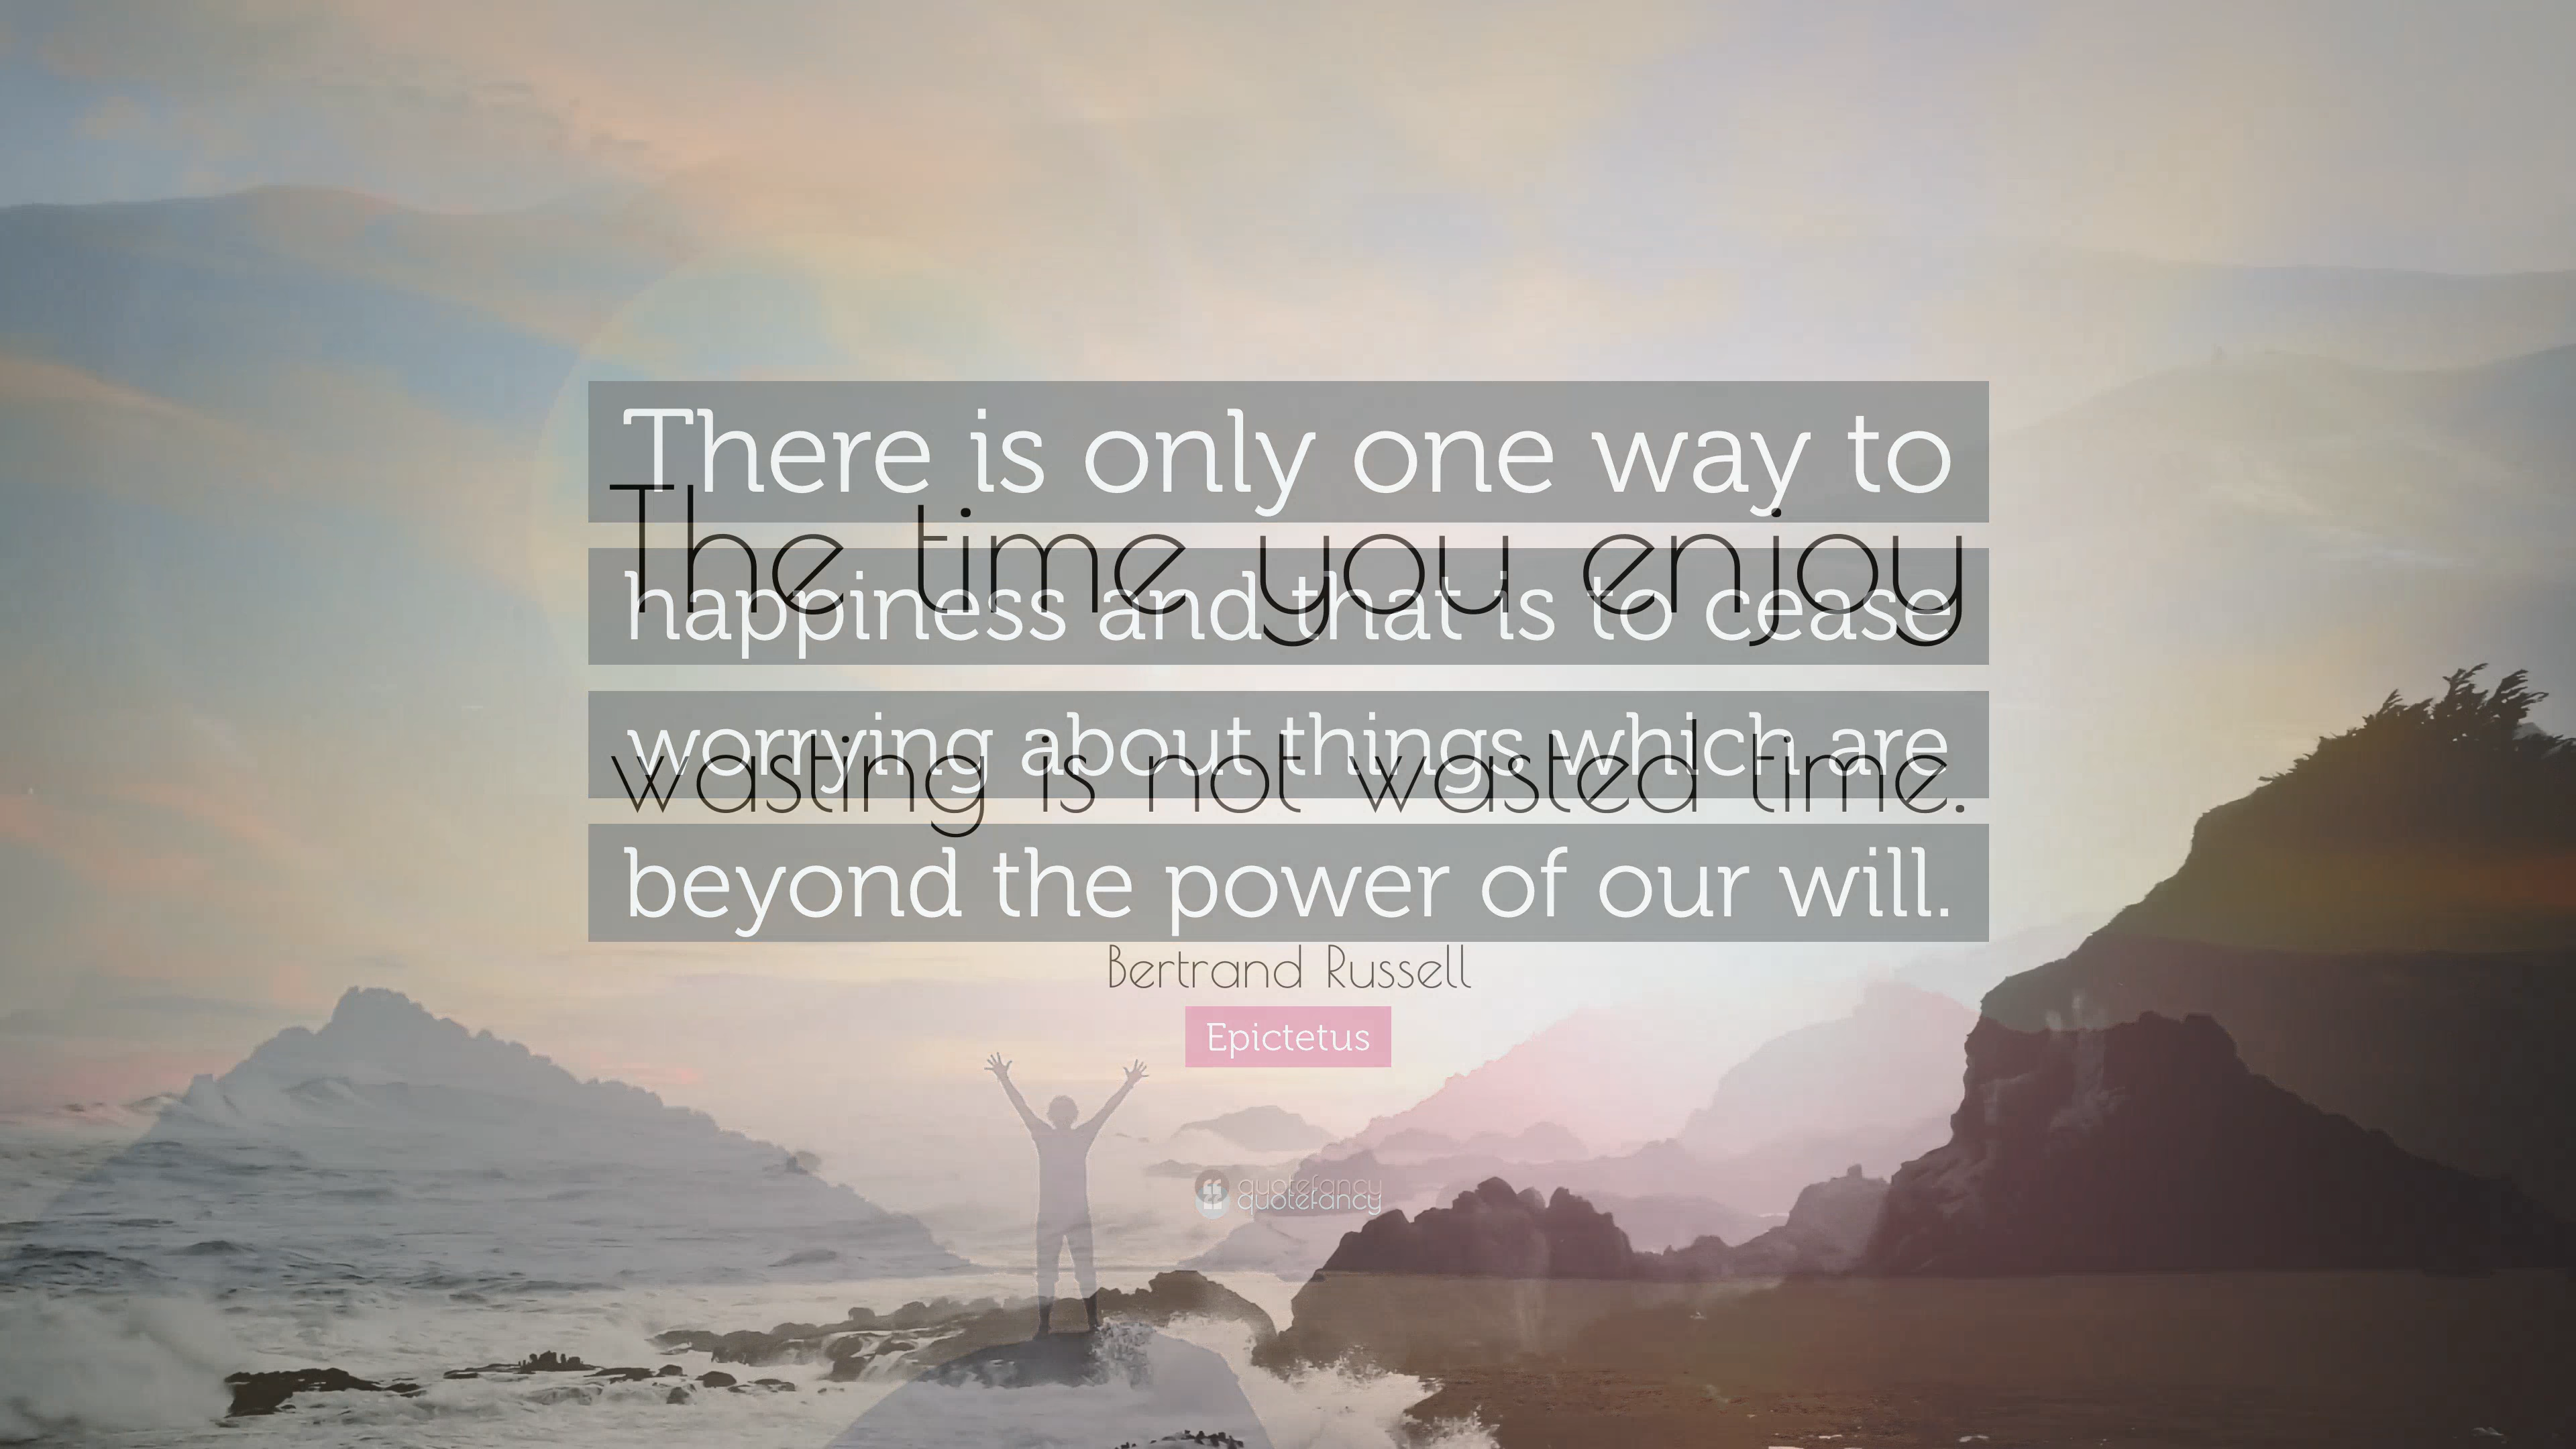 There is only one way to
The time you enjoy
happiness and that is to cease
worrying about things which are
wasting is not wasted time.
beyond the power of our will.
Bertrand Russell
Epictetus
quotefancy
quotefancy